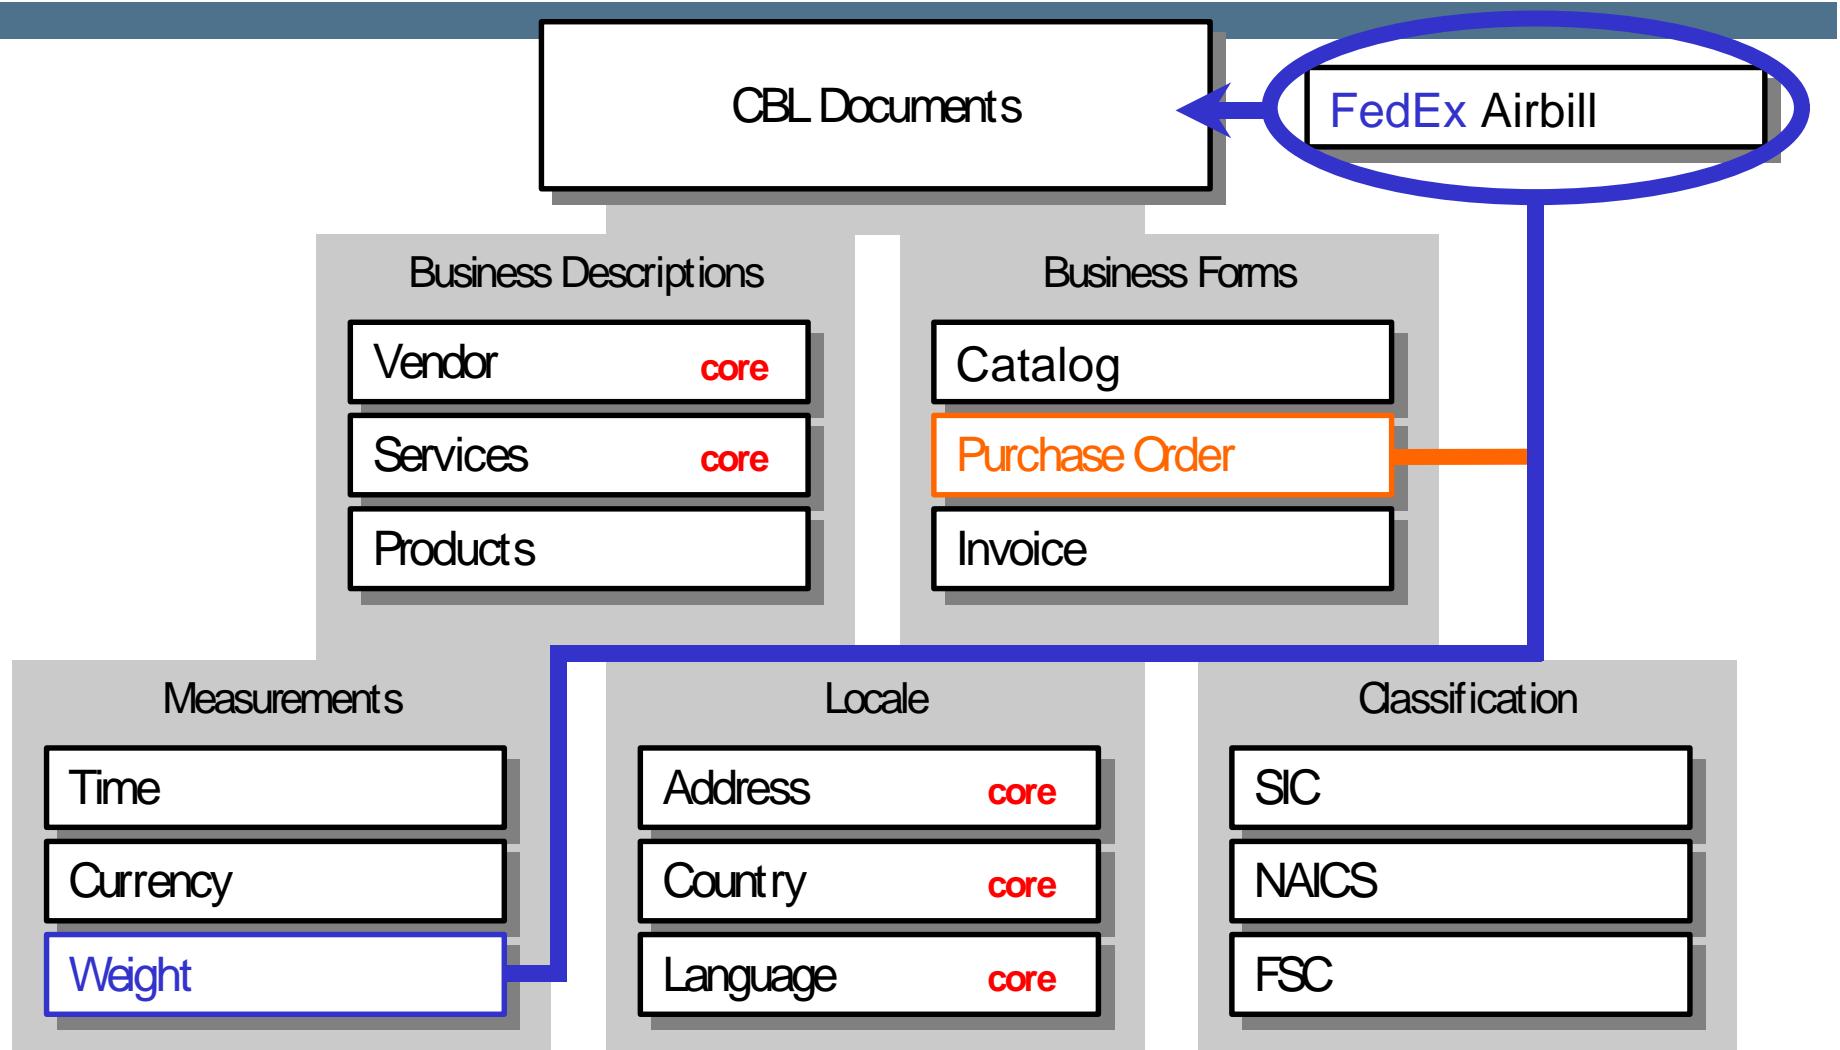 CBL Documents
FedEx Airbill
Business Descriptions
Vendor core
Services core
Products
Business Forms
Catalog
Purchase Order
Invoice
Measurements
Time
Currency
Weight
Locale
Address core
Country core
Language core
Classification
SIC
NAICS
FSC